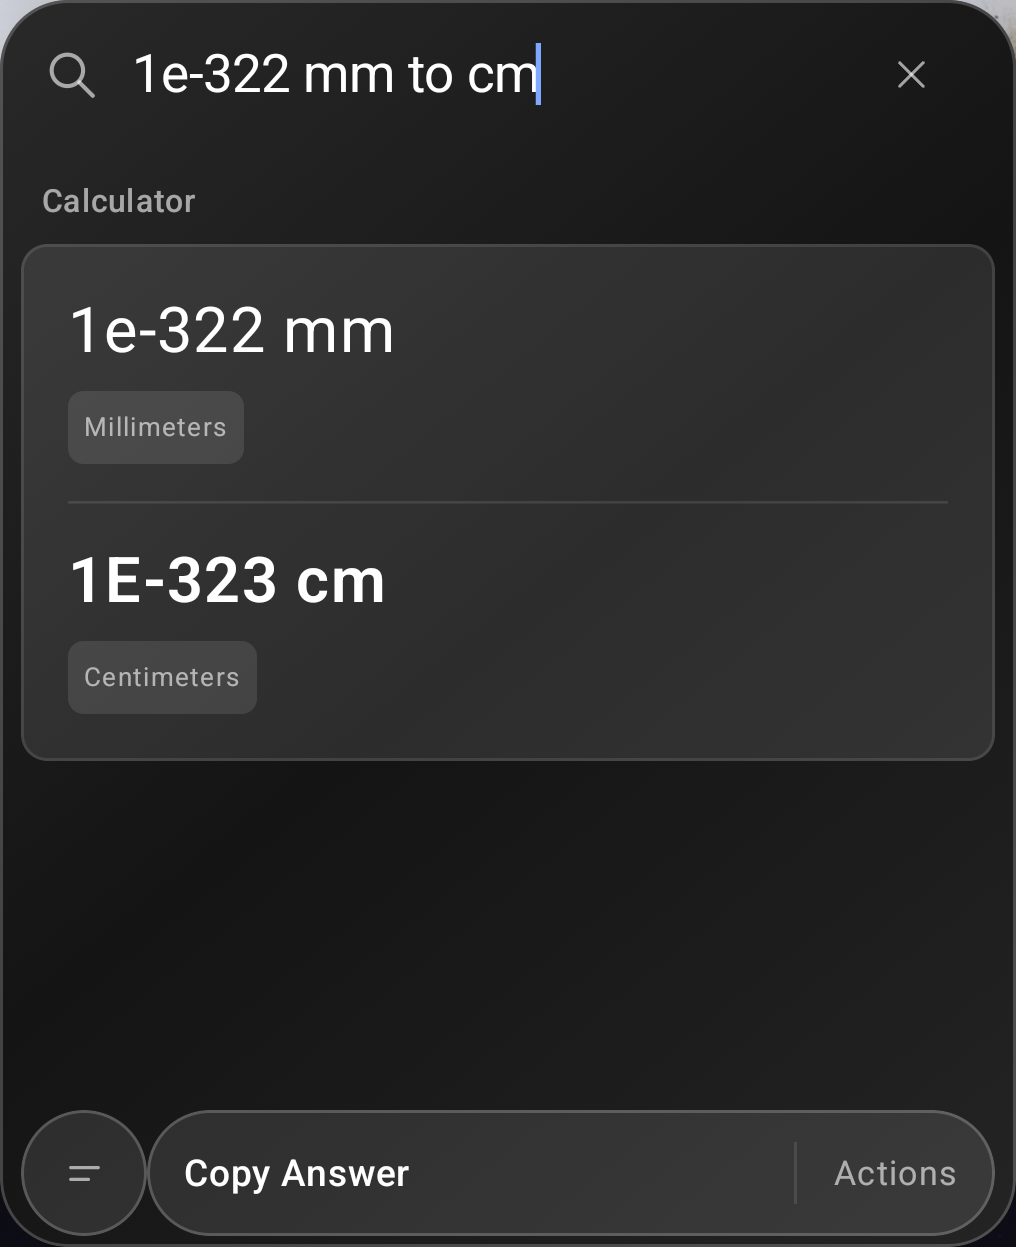 1e-322 mm to cm
Calculator
1e-322 mm
Millimeters
1E-323 cm
Centimeters
Copy Answer
Actions